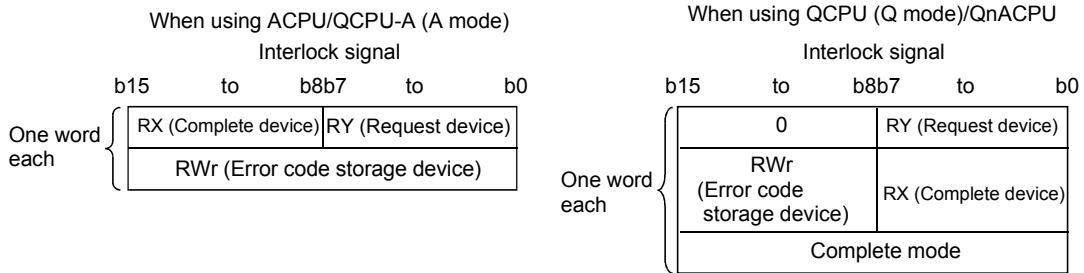 When using ACPU/QCPU-A (A mode)
Interlock signal
b15 to b8b7 to b0
One word each
RX (Complete device) RY (Request device)
RWr (Error code storage device)
When using QCPU (Q mode)/QnACPU
Interlock signal
b15 to b8b7 to b0
One word each
0 RY (Request device)
RWr
(Error code
storage device)
RX (Complete device)
Complete mode